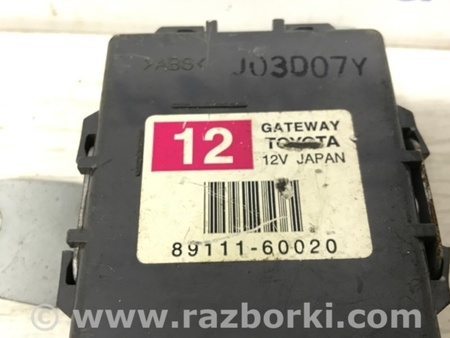 >ABS< J03D07Y
12
GATEWAY
TOYOTA
12V JAPAN
89111-60020
www.razborki.com